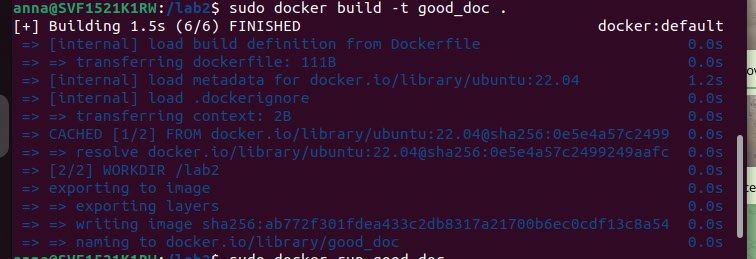 anna@SVF1521K1RW:/lab2$ sudo docker build -t good_doc .
[+] Building 1.5s (6/6) FINISHED docker:default
=> [internal] load build definition from Dockerfile 0.0s
=> => transferring dockerfile: 111B 0.0s
=> [internal] load metadata for docker.io/library/ubuntu:22.04 1.2s
=> [internal] load .dockerignore 0.0s
=> => transferring context: 2B 0.0s
=> CACHED [1/2] FROM docker.io/library/ubuntu:22.04@sha256:0e5e4a57c2499 0.0s
=> => resolve docker.io/library/ubuntu:22.04@sha256:0e5e4a57c2499249aafc 0.0s
=> [2/2] WORKDIR /lab2 0.0s
=> exporting to image 0.0s
=> => exporting layers 0.0s
=> => writing image sha256:ab772f301fdea433c2db8317a21700b6ec0cdf13c8a54 0.0s
=> => naming to docker.io/library/good_doc 0.0s
anna@SVF1521K1RW:/lab2$ sudo docker run good_doc